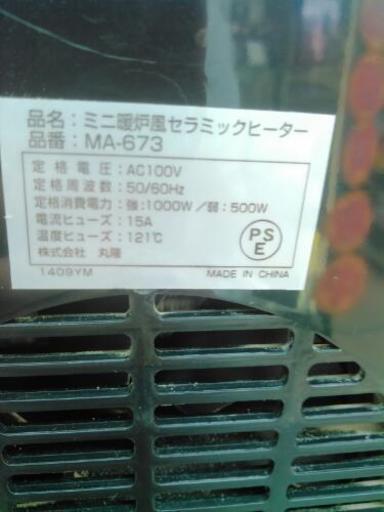 品名：ミニ暖炉風セラミックヒーター
品番：MA-673
定格電圧：AC100V
定格周波数：50/60Hz
定格消費電力：強：1000W／弱：500W
電流ヒューズ：15A
温度ヒューズ：121℃
株式会社 丸隆
PS
E
1409YM
MADE IN CHINA